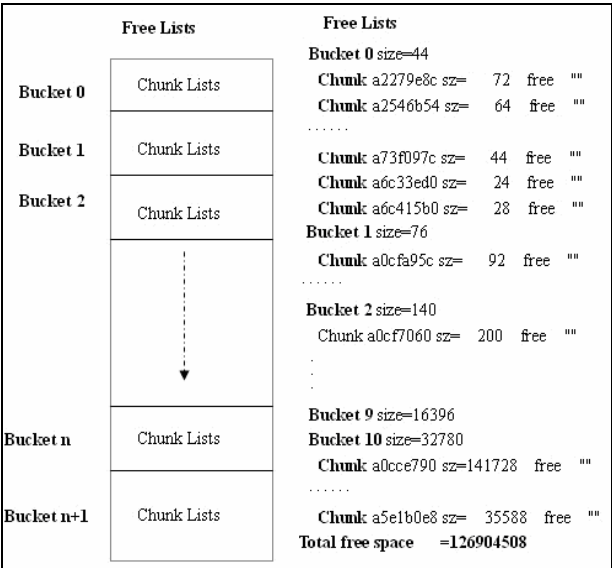 Free Lists
Bucket 0
Chunk Lists
Bucket 1
Chunk Lists
Bucket 2
Chunk Lists
Bucket n
Chunk Lists
Bucket n+1
Chunk Lists
Free Lists
Bucket 0 size=44
Chunk a2279e8c sz= 72 free ""
Chunk a2546b54 sz= 64 free ""
......
Chunk a73f097c sz= 44 free ""
Chunk a6c33ed0 sz= 24 free ""
Chunk a6c415b0 sz= 28 free ""
Bucket 1 size=76
Chunk a0cfa95c sz= 92 free ""
......
Bucket 2 size=140
Chunk a0cf7060 sz= 200 free ""
.
.
.
Bucket 9 size=16396
Bucket 10 size=32780
Chunk a0cce790 sz=141728 free ""
......
Chunk a5e1b0e8 sz= 35588 free ""
Total free space =126904508